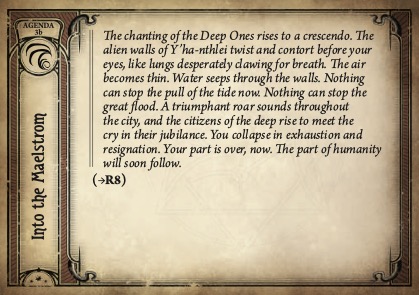 AGENDA
3b
Into the Maelstrom
The chanting of the Deep Ones rises to a crescendo. The
alien walls of Y'ha-nthlei twist and contort before your
eyes, like lungs desperately clawing for breath. The air
becomes thin. Water seeps through the walls. Nothing
can stop the pull of the tide now. Nothing can stop the
great flood. A triumphant roar sounds throughout
the city, and the citizens of the deep rise to meet the
cry in their jubilance. You collapse in exhaustion and
resignation. Your part is over, now. The part of humanity
will soon follow.
(→R8)